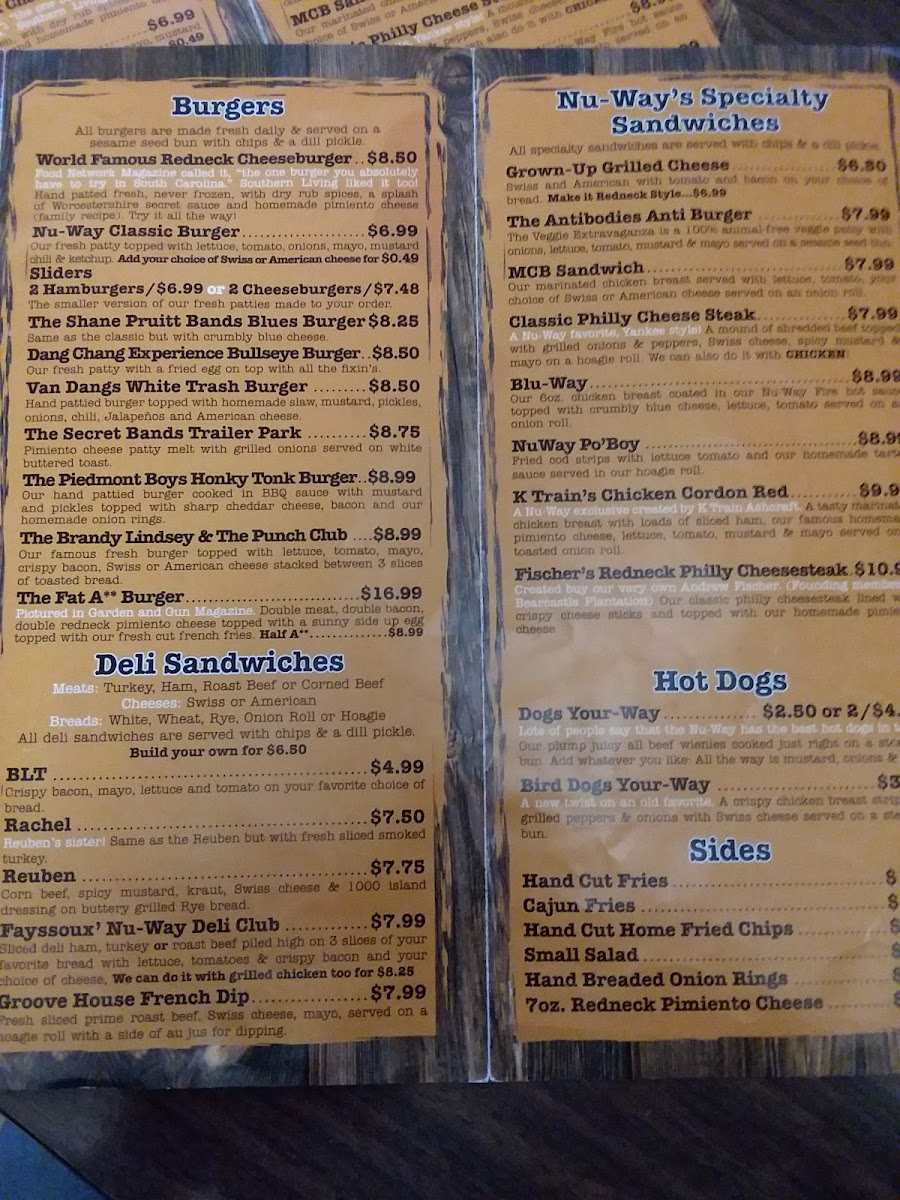 $6.99
$0.49
Burgers
All burgers are made fresh daily & served on a
sesame seed bun with chips & a dill pickle.
World Famous Redneck Cheeseburger..$8.50
Food Network Magazine called it, "the one burger you absolutely
have to try in South Carolina." Southern Living liked it too!
Hand patted fresh, never frozen, with dry rub spices, a splash
of Worcestershire secret sauce and homemade pimiento cheese
(family recipe). Try it all the way!
Nu-Way Classic Burger..................$6.99
Our fresh patty topped with lettuce, tomato, onions, mayo, mustard
chili & ketchup. Add your choice of Swiss or American cheese for $0.49
Sliders
2 Hamburgers/$6.99 or 2 Cheeseburgers/$7.48
The smaller version of our fresh patties made to your order.
The Shane Pruitt Bands Blues Burger $8.25
Same as the classic but with crumbly blue cheese.
Dang Chang Experience Bullseye Burger..$8.50
Our fresh patty with a fried egg on top with all the fixin's.
Van Dangs White Trash Burger .........$8.50
Hand pattied burger topped with homemade slaw, mustard, pickles,
onions, chili, Jalapeños and American cheese.
The Secret Bands Trailer Park ..........$8.75
Pimiento cheese patty melt with grilled onions served on white
buttered toast.
The Piedmont Boys Honky Tonk Burger..$8.99
Our hand pattied burger cooked in BBQ sauce with mustard
and pickles topped with sharp cheddar cheese, bacon and our
homemade onion rings.
The Brandy Lindsey & The Punch Club ....$8.99
Our famous fresh burger topped with lettuce, tomato, mayo,
crispy bacon, Swiss or American cheese stacked between 3 slices
of toasted bread.
The Fat A** Burger.......................$16.99
Pictured in Garden and Gun Magazine. Double meat, double bacon,
double redneck pimiento cheese topped with a sunny side up egg
topped with our fresh cut french fries. Half A**...............$8.99
Deli Sandwiches
Meats: Turkey, Ham, Roast Beef or Corned Beef
Cheeses: Swiss or American
Breads: White, Wheat, Rye, Onion Roll or Hoagie
All deli sandwiches are served with chips & a dill pickle.
Build your own for $6.50
BLT ..........................................$4.99
Crispy bacon, mayo, lettuce and tomato on your favorite choice of
bread.
Rachel .......................................$7.50
Reuben's sister! Same as the Reuben but with fresh sliced smoked
turkey.
Reuben ......................................$7.75
Corn beef, spicy mustard, kraut, Swiss cheese & 1000 island
dressing on buttery grilled Rye bread.
Fayssoux' Nu-Way Deli Club ............$7.99
Sliced deli ham, turkey or roast beef piled high on 3 slices of your
favorite bread with lettuce, tomatoes & crispy bacon and your
choice of cheese, We can do it with grilled chicken too for $8.25
Groove House French Dip...............$7.99
Fresh sliced prime roast beef, Swiss cheese, mayo, served on a
hoagie roll with a side of au jus for dipping.
Nu-Way's Specialty
Sandwiches
All specialty sandwiches are served with chips & a dill pickle.
Grown-Up Grilled Cheese...............$6.50
Swiss and American with tomato and bacon on your choice of
bread. Make it Redneck Style...$6.99
The Antibodies Anti Burger ............$7.99
The Veggie Extravaganza is a 100% animal-free veggie patty with
onions, lettuce, tomato, mustard & mayo served on a sesame seed bun.
MCB Sandwich...........................$7.99
Our marinated chicken breast served with lettuce, tomato, your
choice of Swiss or American cheese served on an onion roll.
Classic Philly Cheese Steak.............$7.99
A Nu-Way favorite, Yankee style! A mound of shredded beef topped
with grilled onions & peppers, Swiss cheese, spicy mustard &
mayo on a hoagie roll. We can also do it with CHICKEN!
Blu-Way....................................$8.99
Our 6oz. chicken breast coated in our Nu-Way Fire hot sauce
topped with crumbly blue cheese, lettuce, tomato served on a
onion roll.
NuWay Po'Boy ............................$8.9
Fried cod strips with lettuce tomato and our homemade
sauce served in our hoagie roll.
K Train's Chicken Cordon Red..........$9.9
A Nu-Way exclusive created by K Train Ashcraft. A tasty
chicken breast with loads of sliced ham, our famous
pimiento cheese, lettuce, tomato, mustard & mayo served on
toasted onion roll.
Fischer's Redneck Philly Cheesesteak.$10.9
Created buy our very own Andrew Fischer. (Founding member
Bearcastle Plantation) Our classic philly cheesesteak lined
crispy cheese sticks and topped with our homemade
cheese
Hot Dogs
Dogs Your-Way.............$2.50 or 2/$4.
Lots of people say that the Nu-Way has the best hot dogs in
Our plump juicy all beef wienies cooked just right on a
bun. Add whatever you like. All the way is mustard, onions &
Bird Dogs Your-Way ......................$3
A new twist on an old favorite. A crispy chicken breast
grilled peppers & onions with Swiss cheese served on a
bun.
Sides
Hand Cut Fries ............................$
Cajun Fries .................................$
Hand Cut Home Fried Chips ............$
Small Salad .................................$
Hand Breaded Onion Rings .............$
7oz. Redneck Pimiento Cheese .........$